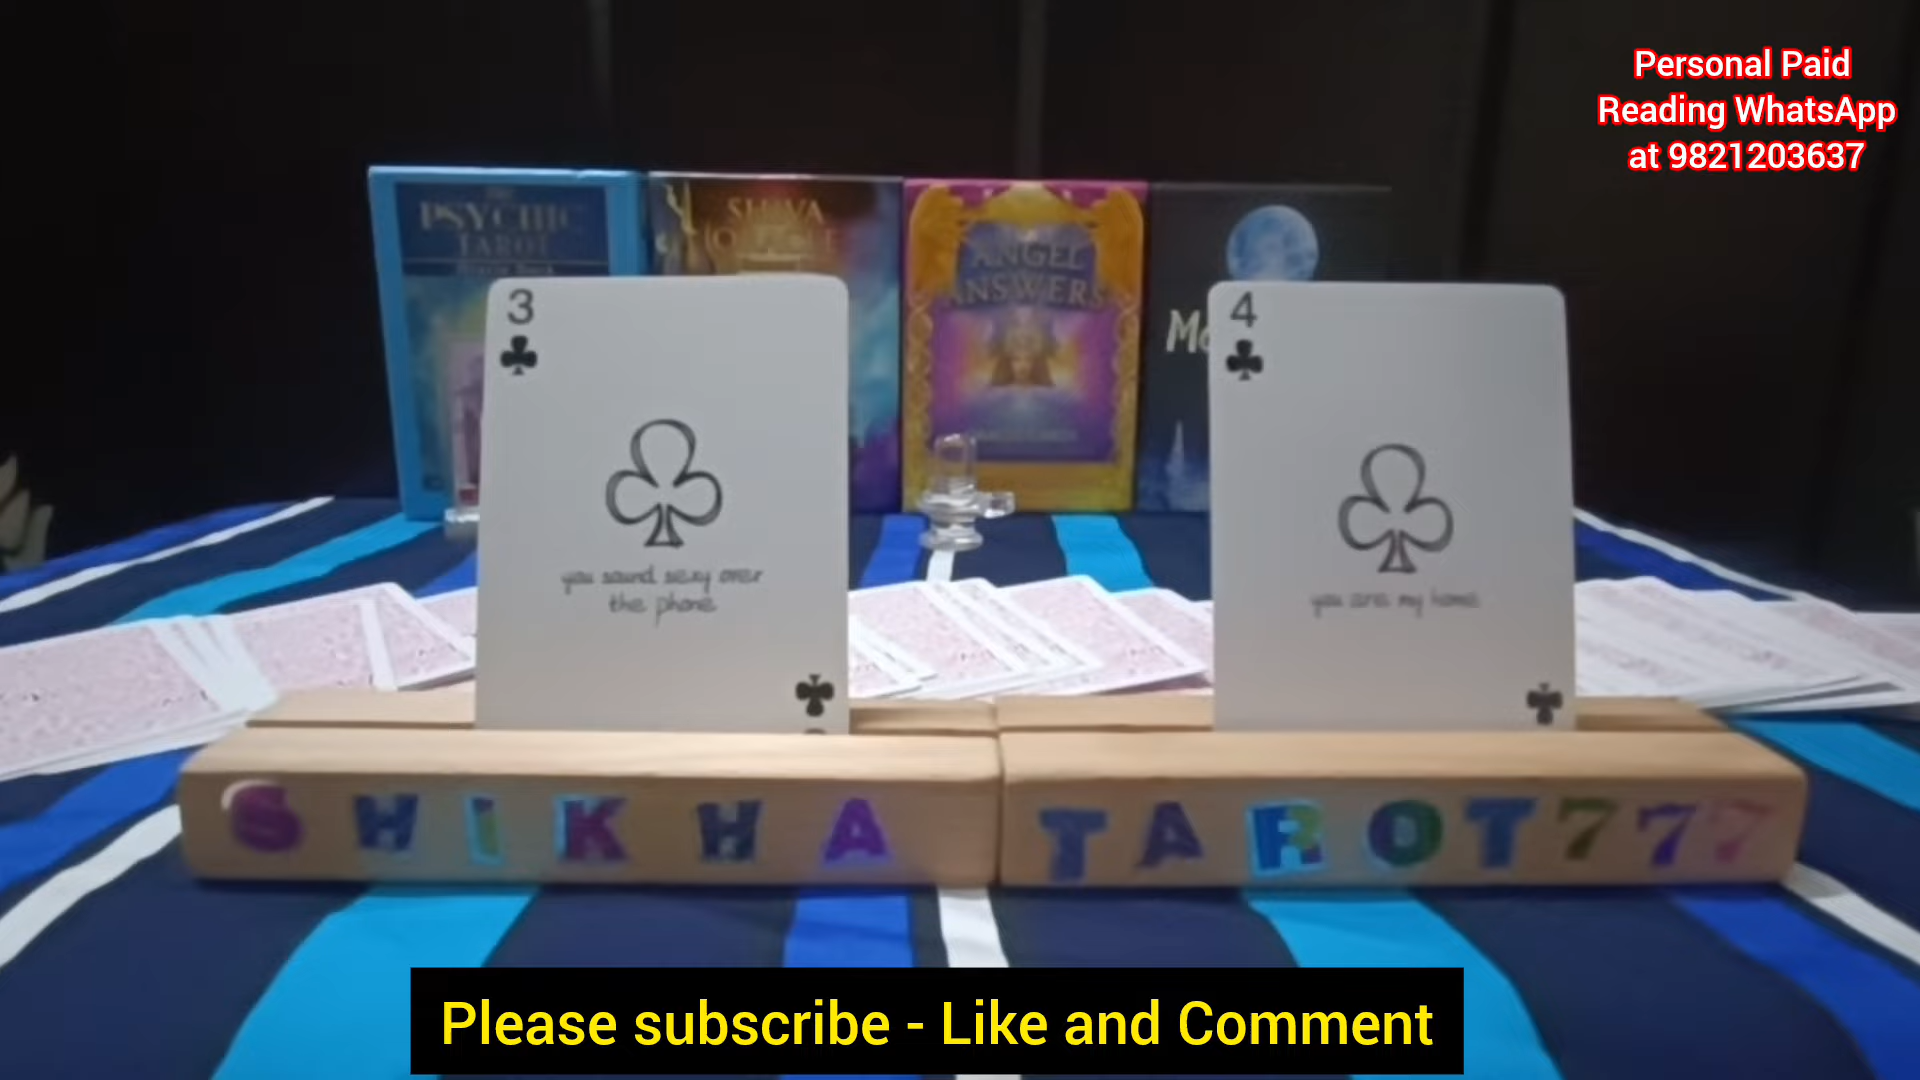 Personal Paid
Reading WhatsApp
at 9821203637
PSYCHIC
TAROT
SHIVA
ORACLE
ANGEL
ANSWERS
3
you sound sexy over
the phone
4
you are my home
SHIKHA TAROT777
Please subscribe - Like and Comment